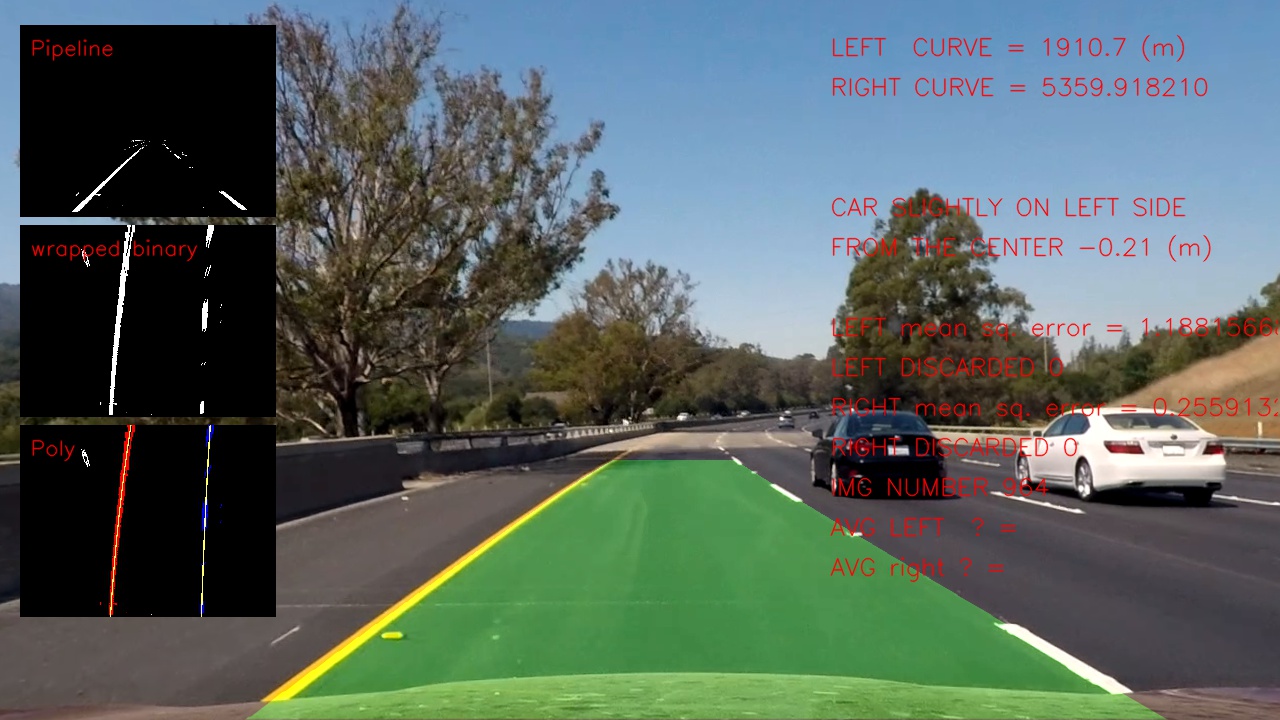 Pipeline
wrapped binary
Poly
LEFT CURVE = 1910.7 (m)
RIGHT CURVE = 5359.918210
CAR SLIGHTLY ON LEFT SIDE
FROM THE CENTER -0.21 (m)
LEFT mean sq. error = 1.1881566
LEFT DISCARDED 0
RIGHT mean sq. error = 0.255913
RIGHT DISCARDED 0
IMG NUMBER 964
AVG LEFT ? =
AVG right ? =